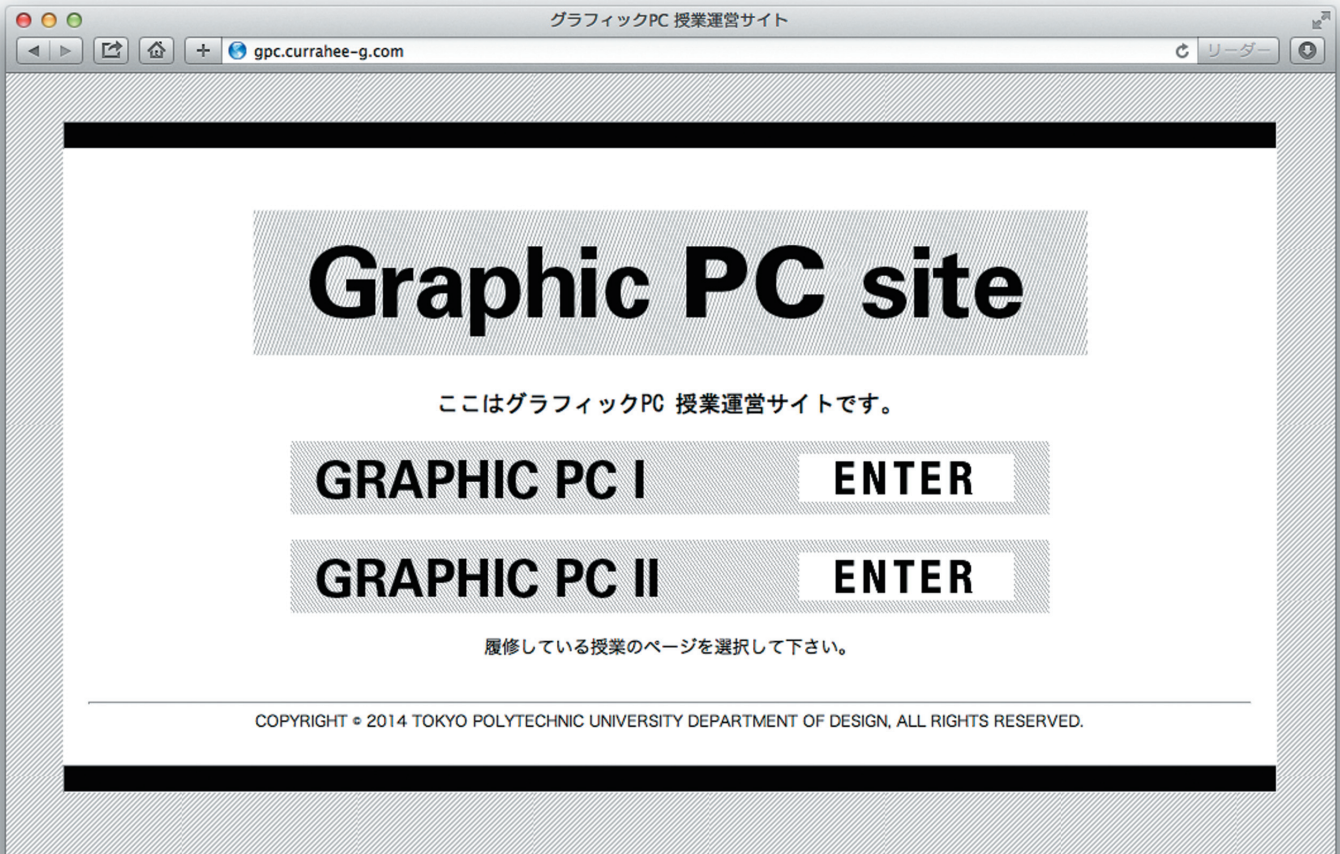 グラフィックPC 授業運営サイト
gpc.currahee-g.com
リーダー
Graphic PC site
ここはグラフィックPC 授業運営サイトです。
GRAPHIC PC I ENTER
GRAPHIC PC II ENTER
履修している授業のページを選択して下さい。
COPYRIGHT © 2014 TOKYO POLYTECHNIC UNIVERSITY DEPARTMENT OF DESIGN, ALL RIGHTS RESERVED.